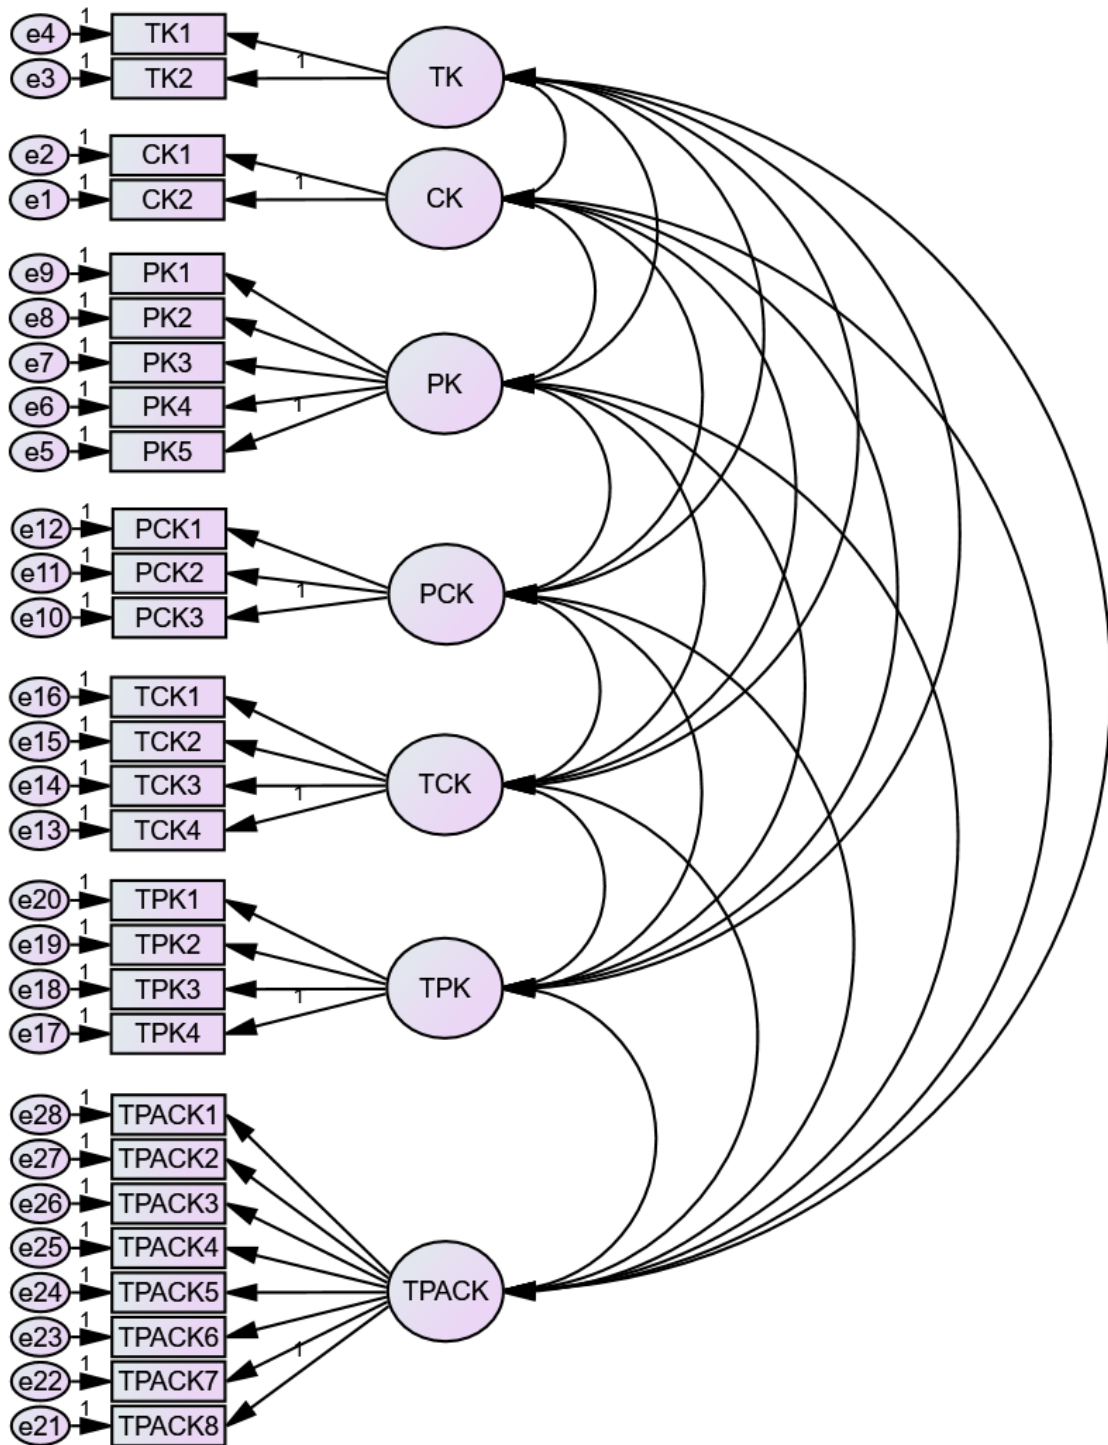 e4 1 TK1
e3 1 TK2 1 TK
e2 1 CK1
e1 1 CK2 1 CK
e9 1 PK1
e8 1 PK2
e7 1 PK3 PK
e6 1 PK4 1
e5 1 PK5
e12 1 PCK1
e11 1 PCK2 1 PCK
e10 1 PCK3
e16 1 TCK1
e15 1 TCK2
e14 1 TCK3 1 TCK
e13 1 TCK4
e20 1 TPK1
e19 1 TPK2
e18 1 TPK3 1 TPK
e17 1 TPK4
e28 1 TPACK1
e27 1 TPACK2
e26 1 TPACK3
e25 1 TPACK4
e24 1 TPACK5 TPACK
e23 1 TPACK6 1
e22 1 TPACK7
e21 1 TPACK8